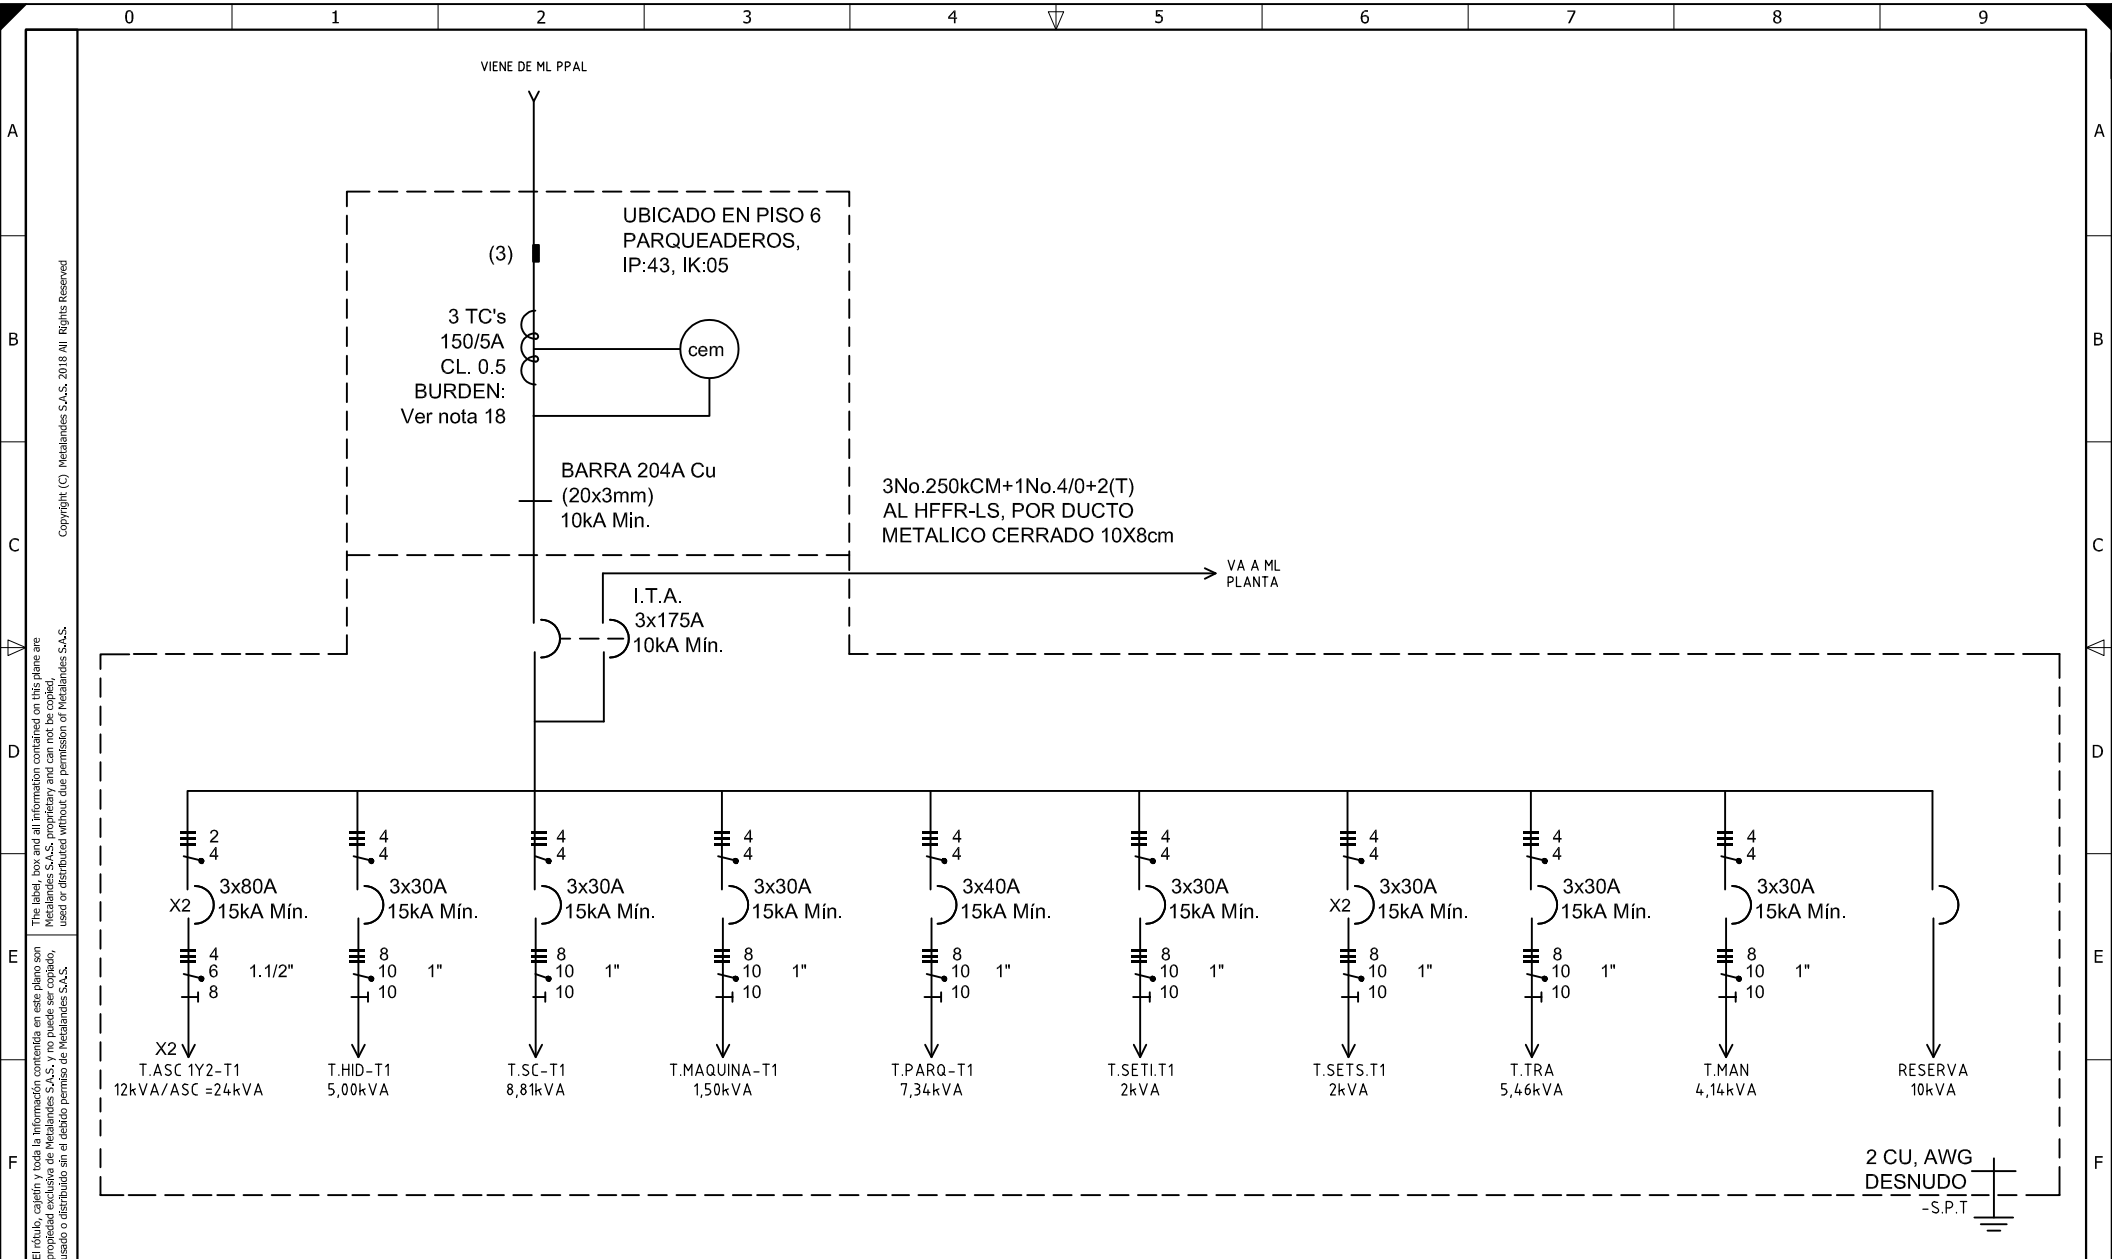 0 1 2 3 4 5 6 7 8 9
VIENE DE ML PPAL
A A
UBICADO EN PISO 6
PARQUEADEROS,
IP:43, IK:05
(3)
3 TC's
150/5A
CL. 0.5
BURDEN:
Ver nota 18
cem
B B
BARRA 204A Cu
(20x3mm)
10kA Min.
3No.250kCM+1No.4/0+2(T)
AL HFFR-LS, POR DUCTO
METALICO CERRADO 10X8cm
C C
VA A ML
PLANTA
I.T.A.
3x175A
10kA Mín.
D D
2 4 4 4 4 4 4 4 4
4 4 4 4 4 4 4 4 4
3x80A 3x30A 3x30A 3x30A 3x40A 3x30A 3x30A 3x30A 3x30A
X2 15kA Mín. 15kA Mín. 15kA Mín. 15kA Mín. 15kA Mín. 15kA Mín. X2 15kA Mín. 15kA Mín. 15kA Mín.
E E
4 8 8 8 8 8 8 8 8
6 1.1/2" 10 1" 10 1" 10 1" 10 1" 10 1" 10 1" 10 1" 10 1"
8 10 10 10 10 10 10 10 10
X2
T.ASC 1Y2-T1 T.HID-T1 T.SC-T1 T.MAQUINA-T1 T.PARQ-T1 T.SETI.T1 T.SETS.T1 T.TRA T.MAN RESERVA
12kVA/ASC =24kVA 5,00kVA 8,81kVA 1,50kVA 7,34kVA 2kVA 2kVA 5,46kVA 4,14kVA 10kVA
F F
2 CU, AWG
DESNUDO
-S.P.T
Copyright (C) Metalandes S.A.S. 2018 All Rights Reserved
The label, box and all information contained on this plane are
Metalandes S.A.S. proprietary and can not be copied,
used or distributed without due permission of Metalandes S.A.S.
El rótulo, cajetín y toda la información contenida en este plano son
propiedad exclusiva de Metalandes S.A.S. y no puede ser copiado,
usado o distribuido sin el debido permiso de Metalandes S.A.S.